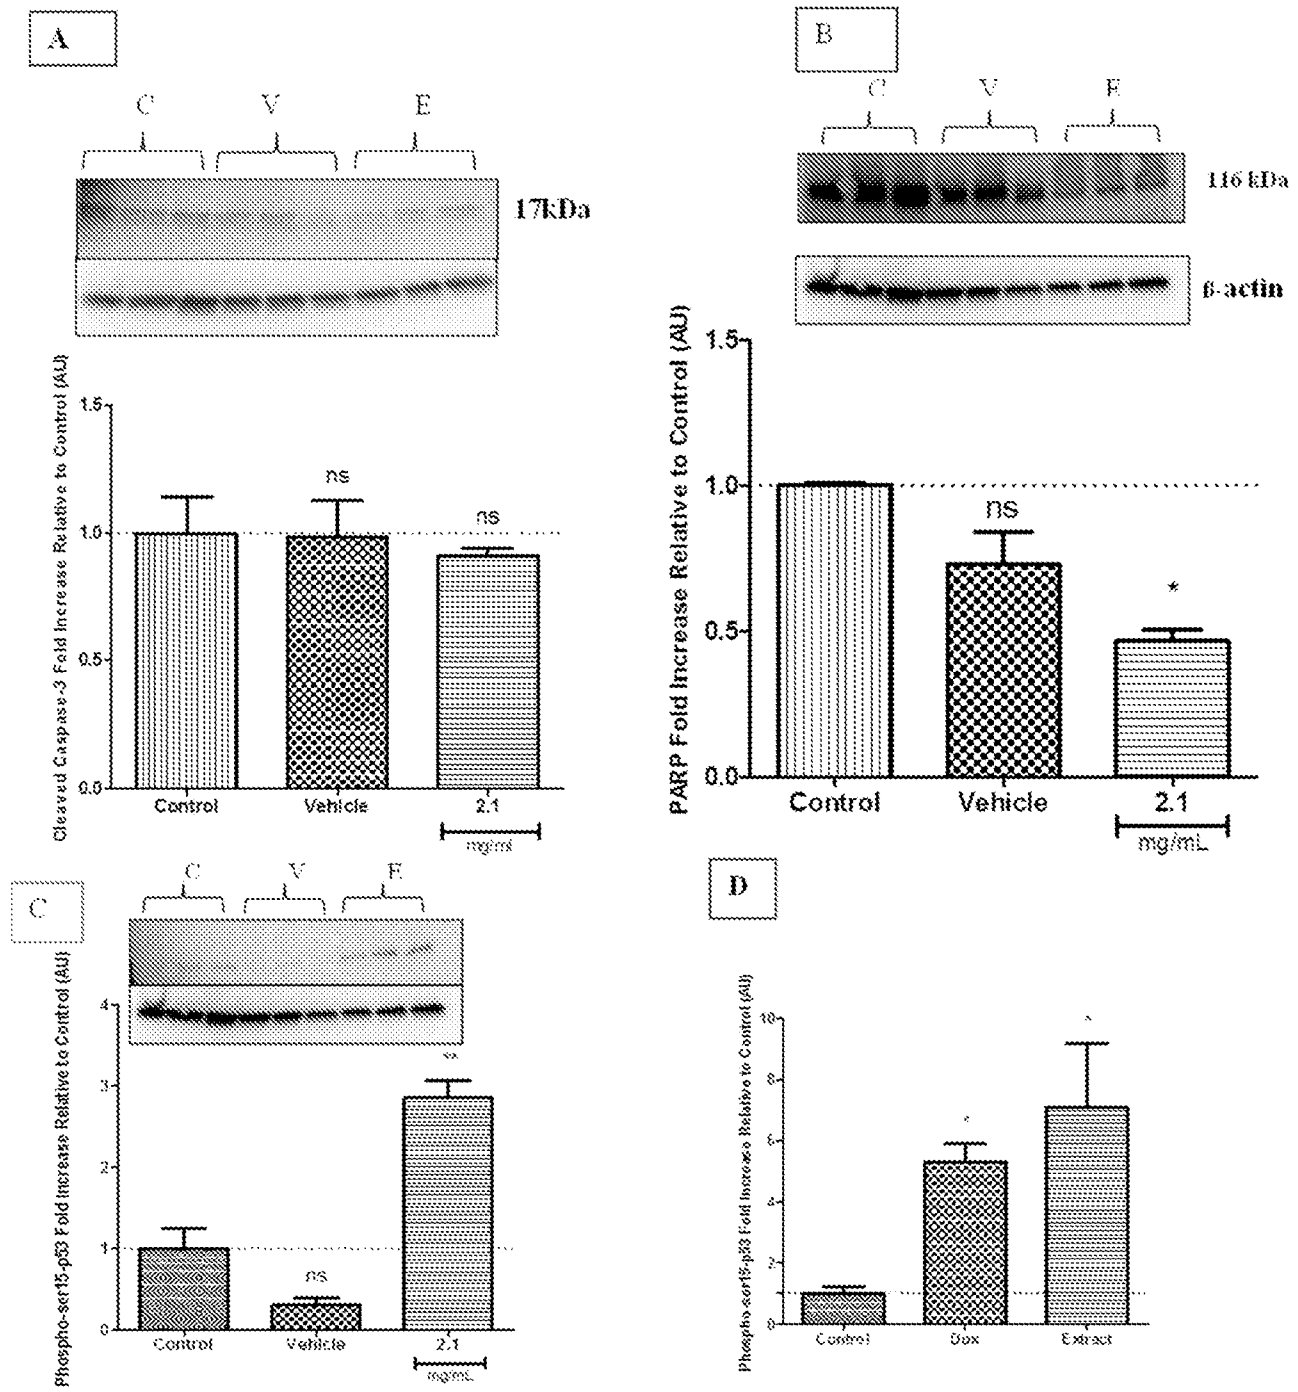 A
C V E
17kDa
Cleaved Caspase-3 Fold Increase Relative to Control (AU)
1.5
1.0
0.5
0.0
ns
ns
Control Vehicle 2.1
mg/ml
B
C V E
116 kDa
ß-actin
PARP Fold Increase Relative to Control (AU)
1.5
1.0
0.5
0.0
ns
*
Control Vehicle 2.1
mg/mL
C
C V E
Phospho-ser15-p53 Fold Increase Relative to Control (AU)
4
3
2
1
0
ns
**
Control Vehicle 2.1
mg/mL
D
Phospho-ser15-p53 Fold Increase Relative to Control (AU)
10
8
6
4
2
0
*
*
Control Dox Extract